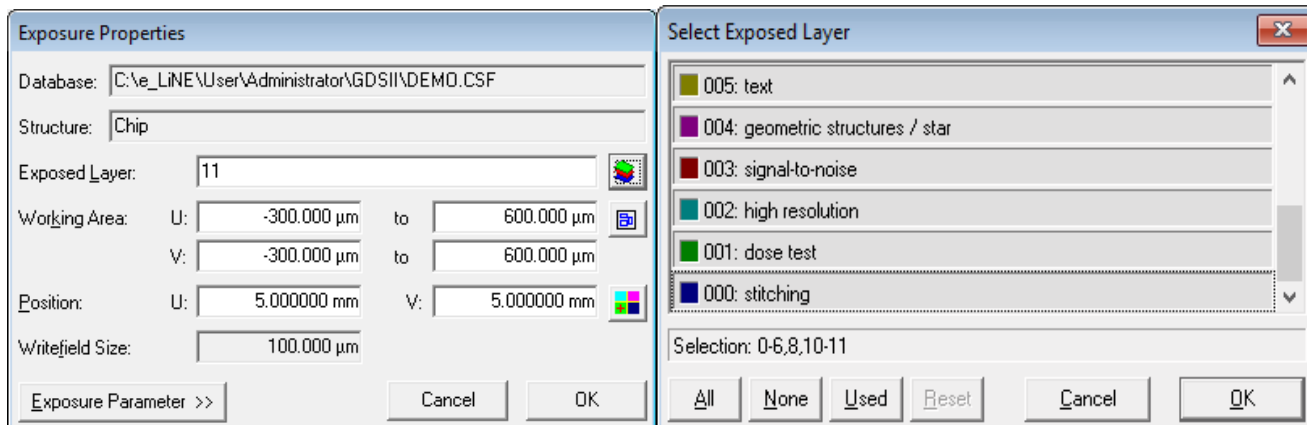 Exposure Properties
Database: C:\e_LiNE\User\Administrator\GDSII\DEMO.CSF
Structure: Chip
Exposed Layer: 11
Working Area: U: -300.000 µm to 600.000 µm
V: -300.000 µm to 600.000 µm
Position: U: 5.000000 mm V: 5.000000 mm
Writefield Size: 100.000 µm
Exposure Parameter >> Cancel OK
Select Exposed Layer
005: text
004: geometric structures / star
003: signal-to-noise
002: high resolution
001: dose test
000: stitching
Selection: 0-6,8,10-11
All None Used Reset Cancel OK